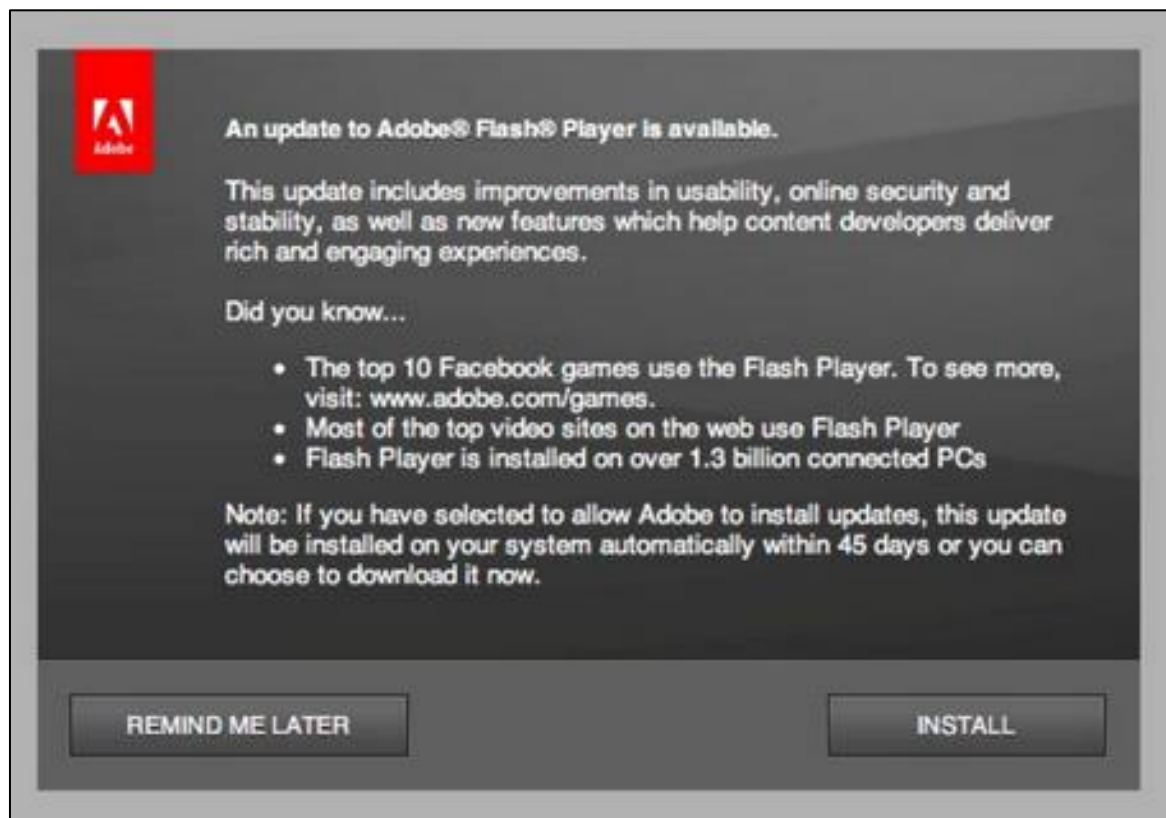 Adobe
An update to Adobe® Flash® Player is available.
This update includes improvements in usability, online security and
stability, as well as new features which help content developers deliver
rich and engaging experiences.
Did you know...
• The top 10 Facebook games use the Flash Player. To see more,
visit: www.adobe.com/games.
• Most of the top video sites on the web use Flash Player
• Flash Player is installed on over 1.3 billion connected PCs
Note: If you have selected to allow Adobe to install updates, this update
will be installed on your system automatically within 45 days or you can
choose to download it now.
REMIND ME LATER
INSTALL